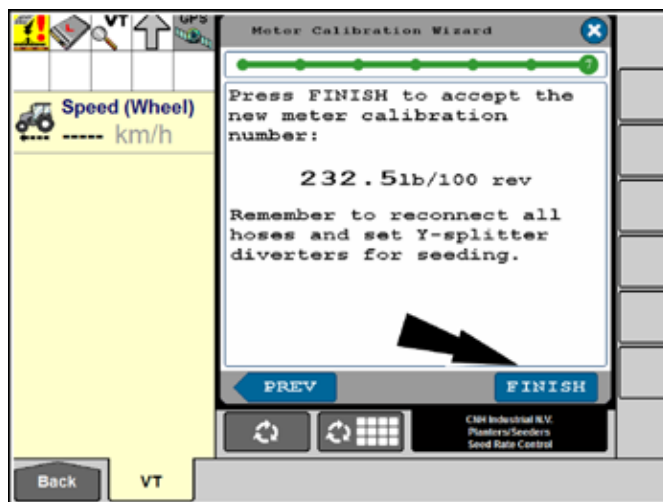 VT
GPS
Speed (Wheel)
----- km/h
Meter Calibration Wizard
7
Press FINISH to accept the
new meter calibration
number:
232.5lb/100 rev
Remember to reconnect all
hoses and set Y-splitter
diverters for seeding.
PREV
FINISH
CNH Industrial N.V.
Planters/Seeders
Seed Rate Control
Back
VT